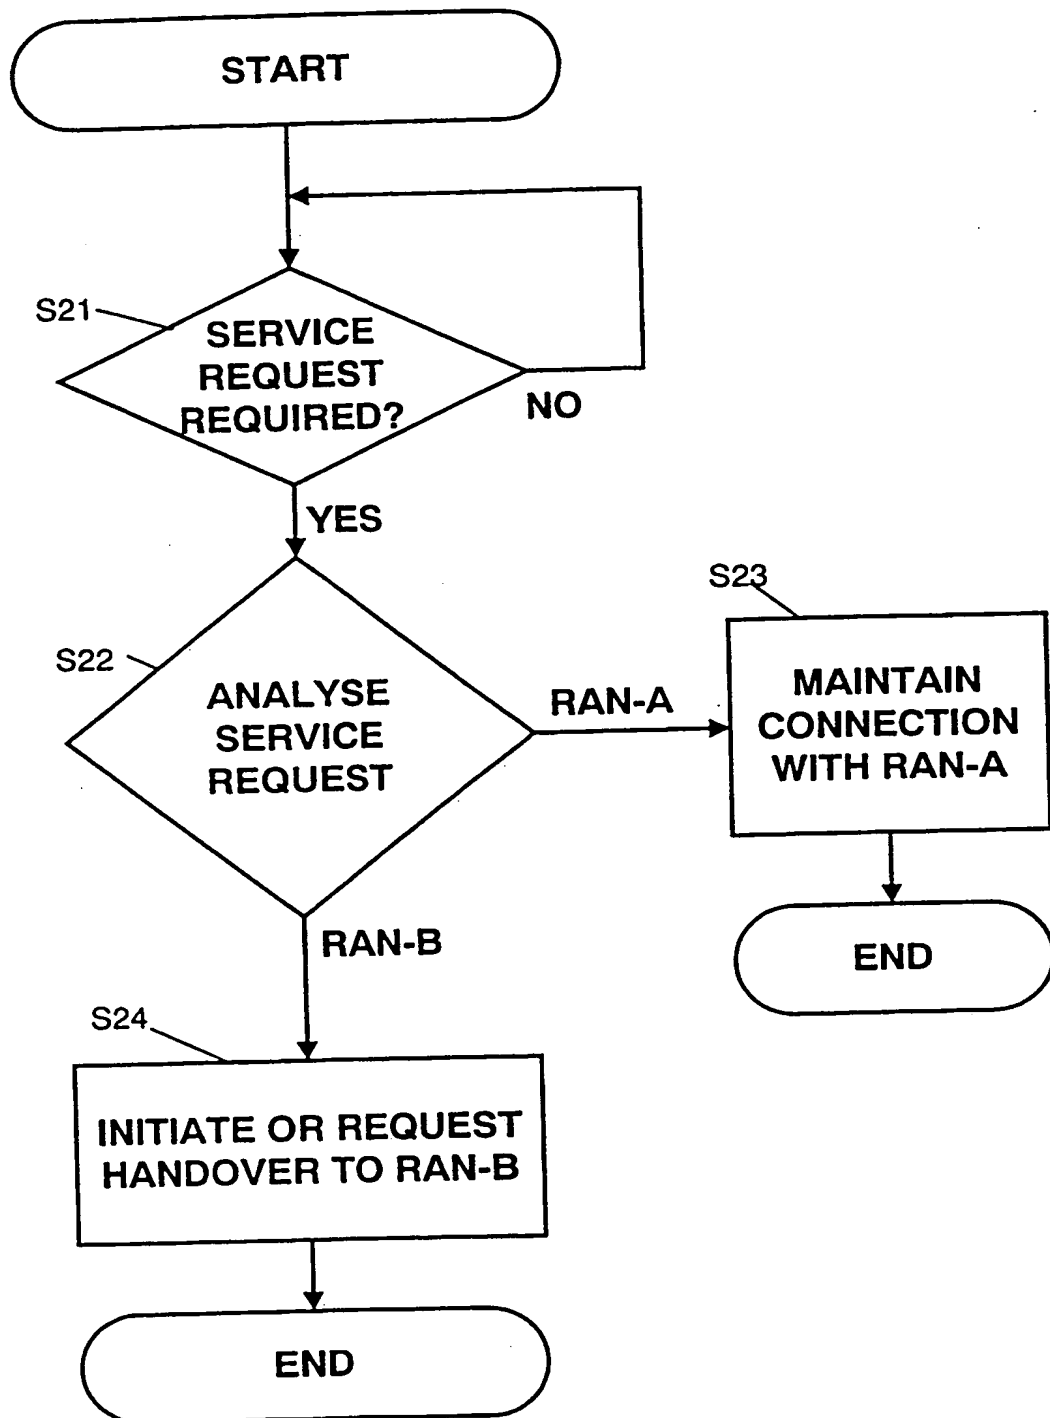 START
S21
SERVICE
REQUEST
REQUIRED?
NO
YES
S22
ANALYSE
SERVICE
REQUEST
RAN-A
S23
MAINTAIN
CONNECTION
WITH RAN-A
END
RAN-B
S24
INITIATE OR REQUEST
HANDOVER TO RAN-B
END